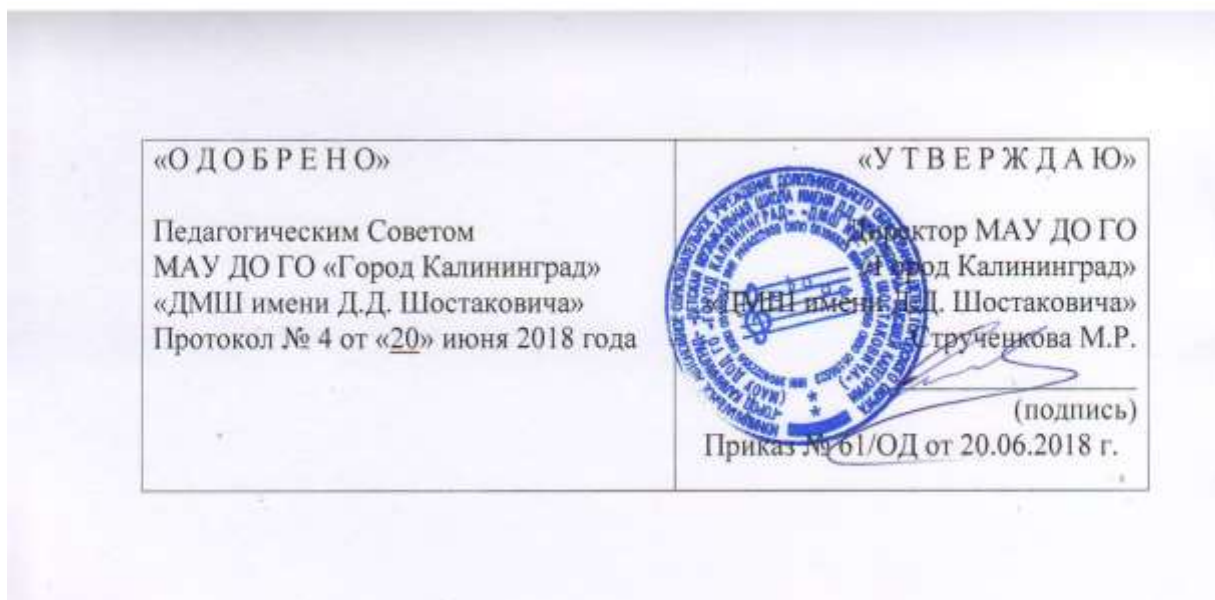 «О Д О Б Р Е Н О»
Педагогическим Советом
МАУ ДО ГО «Город Калининград»
«ДМШ имени Д.Д. Шостаковича»
Протокол № 4 от «20» июня 2018 года
«У Т В Е Р Ж Д А Ю»
Директор МАУ ДО ГО
«Город Калининград»
«ДМШ имени Д.Д. Шостаковича»
Струченкова М.Р.
(подпись)
Приказ № 61/ОД от 20.06.2018 г.